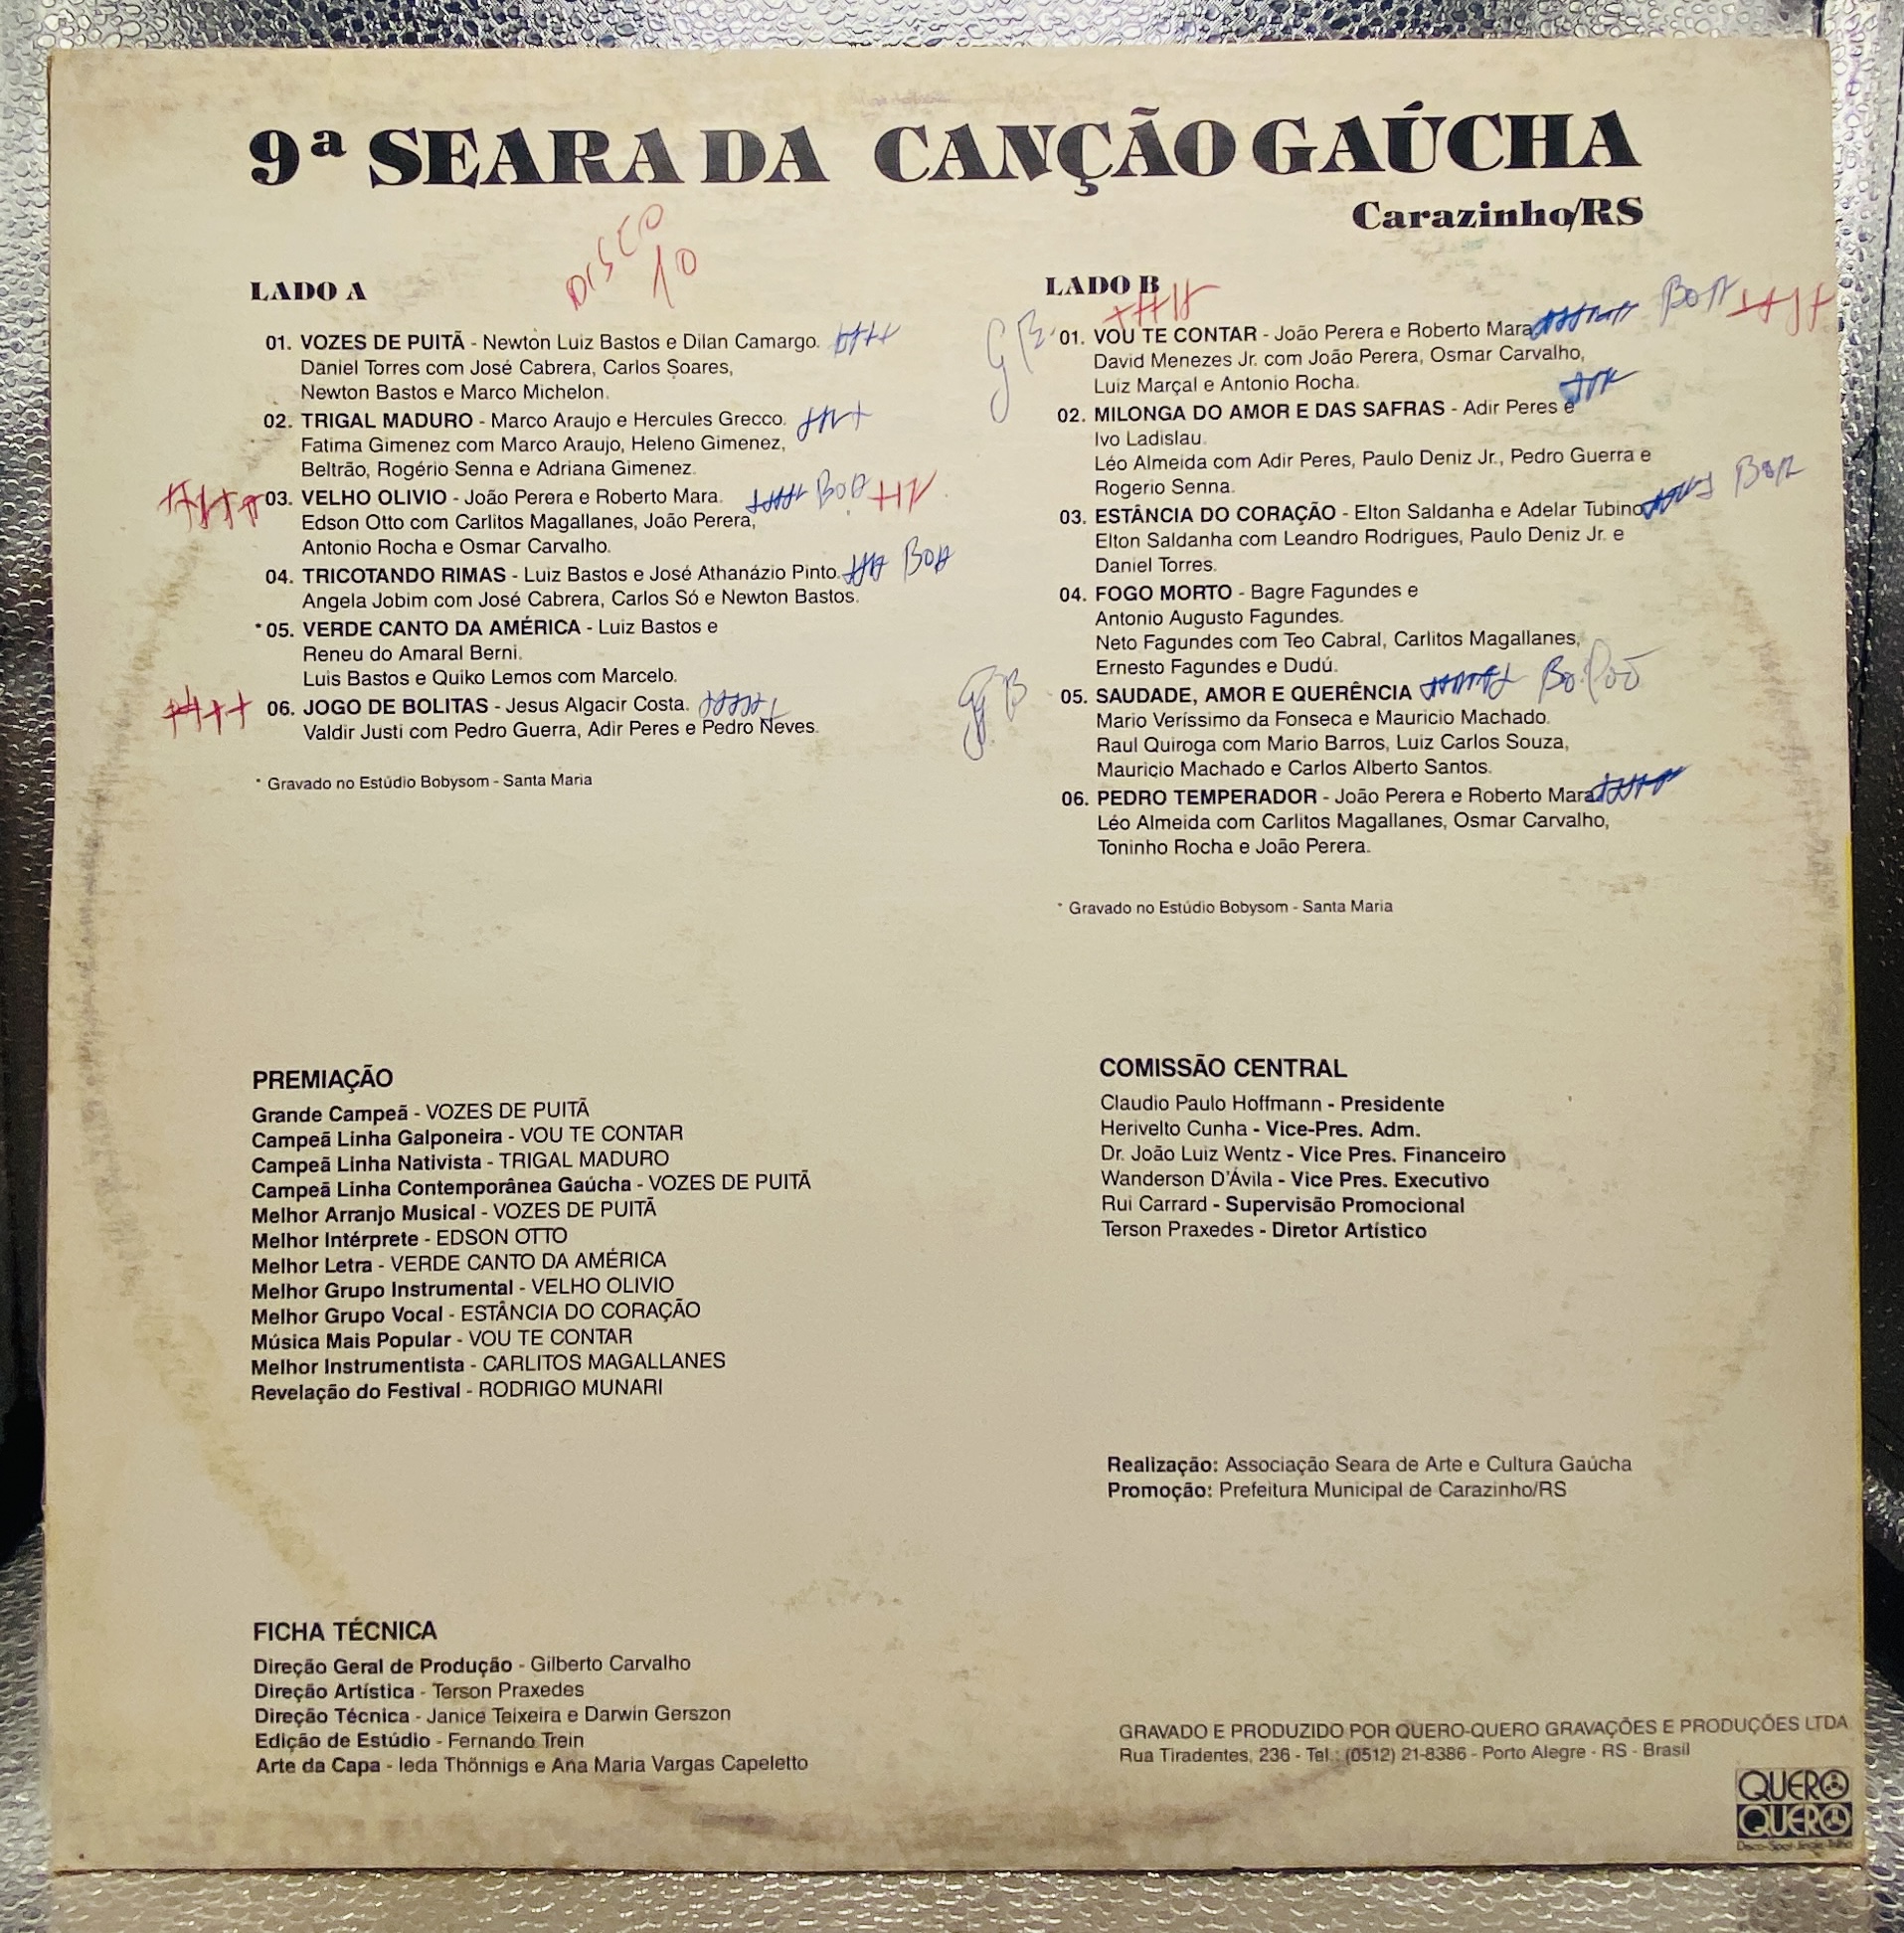 9ª SEARA DA CANÇÃO GAÚCHA
Carazinho/RS
DISCO
10
LADO A
01. VOZES DE PUITÃ - Newton Luiz Bastos e Dilan Camargo.
Daniel Torres com José Cabrera, Carlos Soares,
Newton Bastos e Marco Michelon.
02. TRIGAL MADURO - Marco Araujo e Hercules Grecco.
Fatima Gimenez com Marco Araujo, Heleno Gimenez,
Beltrão, Rogério Senna e Adriana Gimenez.
03. VELHO OLIVIO - João Perera e Roberto Mara. BOA
Edson Otto com Carlitos Magallanes, João Perera,
Antonio Rocha e Osmar Carvalho.
04. TRICOTANDO RIMAS - Luiz Bastos e José Athanázio Pinto. BOA
Angela Jobim com José Cabrera, Carlos Só e Newton Bastos.
* 05. VERDE CANTO DA AMÉRICA - Luiz Bastos e
Reneu do Amaral Berni.
Luis Bastos e Quiko Lemos com Marcelo.
06. JOGO DE BOLITAS - Jesus Algacir Costa.
Valdir Justi com Pedro Guerra, Adir Peres e Pedro Neves.
* Gravado no Estúdio Bobysom - Santa Maria
LADO B
01. VOU TE CONTAR - João Perera e Roberto Mara BOA
David Menezes Jr. com João Perera, Osmar Carvalho,
Luiz Marçal e Antonio Rocha.
02. MILONGA DO AMOR E DAS SAFRAS - Adir Peres e
Ivo Ladislau.
Léo Almeida com Adir Peres, Paulo Deniz Jr., Pedro Guerra e
Rogerio Senna.
03. ESTÂNCIA DO CORAÇÃO - Elton Saldanha e Adelar Tubino BOA
Elton Saldanha com Leandro Rodrigues, Paulo Deniz Jr. e
Daniel Torres.
04. FOGO MORTO - Bagre Fagundes e
Antonio Augusto Fagundes.
Neto Fagundes com Teo Cabral, Carlitos Magallanes,
Ernesto Fagundes e Dudú.
05. SAUDADE, AMOR E QUERÊNCIA
Mario Veríssimo da Fonseca e Mauricio Machado.
Raul Quiroga com Mario Barros, Luiz Carlos Souza,
Mauricio Machado e Carlos Alberto Santos.
06. PEDRO TEMPERADOR - João Perera e Roberto Mara
Léo Almeida com Carlitos Magallanes, Osmar Carvalho,
Toninho Rocha e João Perera.
* Gravado no Estúdio Bobysom - Santa Maria
PREMIAÇÃO
Grande Campeã - VOZES DE PUITÃ
Campeã Linha Galponeira - VOU TE CONTAR
Campeã Linha Nativista - TRIGAL MADURO
Campeã Linha Contemporânea Gaúcha - VOZES DE PUITÃ
Melhor Arranjo Musical - VOZES DE PUITÃ
Melhor Intérprete - EDSON OTTO
Melhor Letra - VERDE CANTO DA AMÉRICA
Melhor Grupo Instrumental - VELHO OLIVIO
Melhor Grupo Vocal - ESTÂNCIA DO CORAÇÃO
Música Mais Popular - VOU TE CONTAR
Melhor Instrumentista - CARLITOS MAGALLANES
Revelação do Festival - RODRIGO MUNARI
COMISSÃO CENTRAL
Claudio Paulo Hoffmann - Presidente
Herivelto Cunha - Vice-Pres. Adm.
Dr. João Luiz Wentz - Vice Pres. Financeiro
Wanderson D'Ávila - Vice Pres. Executivo
Rui Carrard - Supervisão Promocional
Terson Praxedes - Diretor Artístico
Realização: Associação Seara de Arte e Cultura Gaúcha
Promoção: Prefeitura Municipal de Carazinho/RS
FICHA TÉCNICA
Direção Geral de Produção - Gilberto Carvalho
Direção Artística - Terson Praxedes
Direção Técnica - Janice Teixeira e Darwin Gerszon
Edição de Estúdio - Fernando Trein
Arte da Capa - Ieda Thönnigs e Ana Maria Vargas Capeletto
GRAVADO E PRODUZIDO POR QUERO-QUERO GRAVAÇÕES E PRODUÇÕES LTDA
Rua Tiradentes, 236 - Tel.: (0512) 21-8386 - Porto Alegre - RS - Brasil
QUERO
QUERO